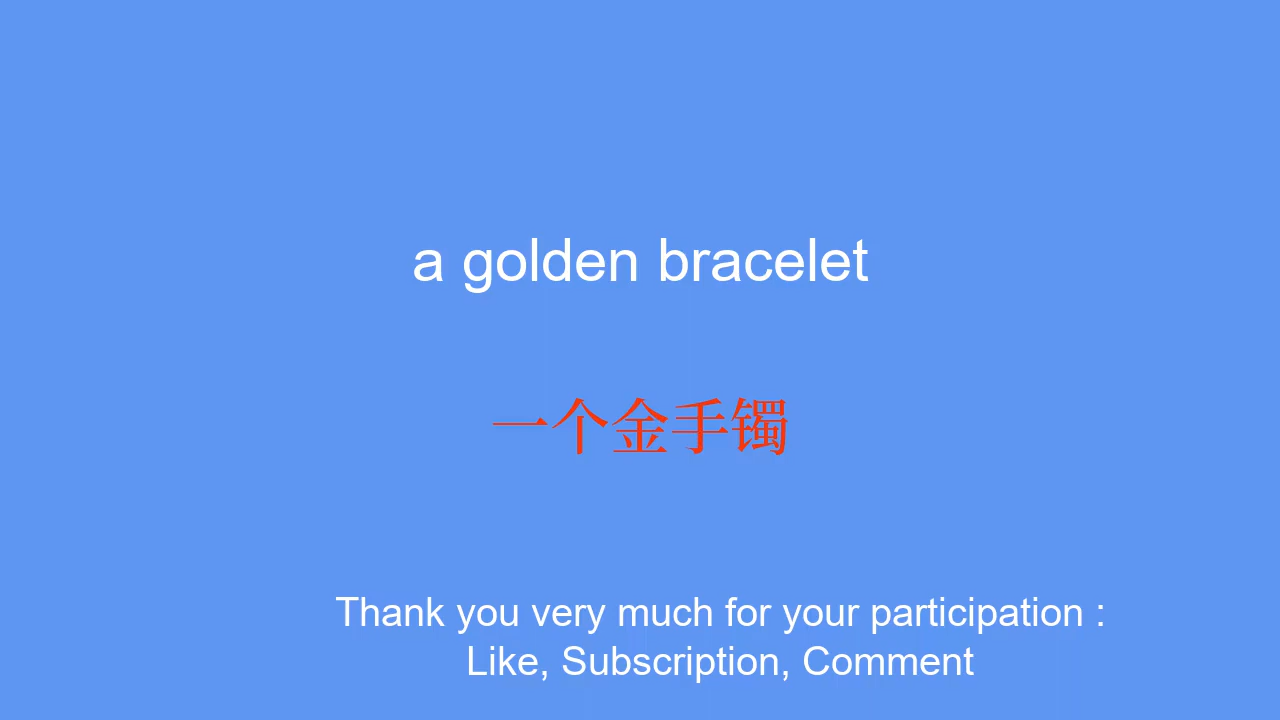 a golden bracelet
一个金手镯
Thank you very much for your participation :
Like, Subscription, Comment